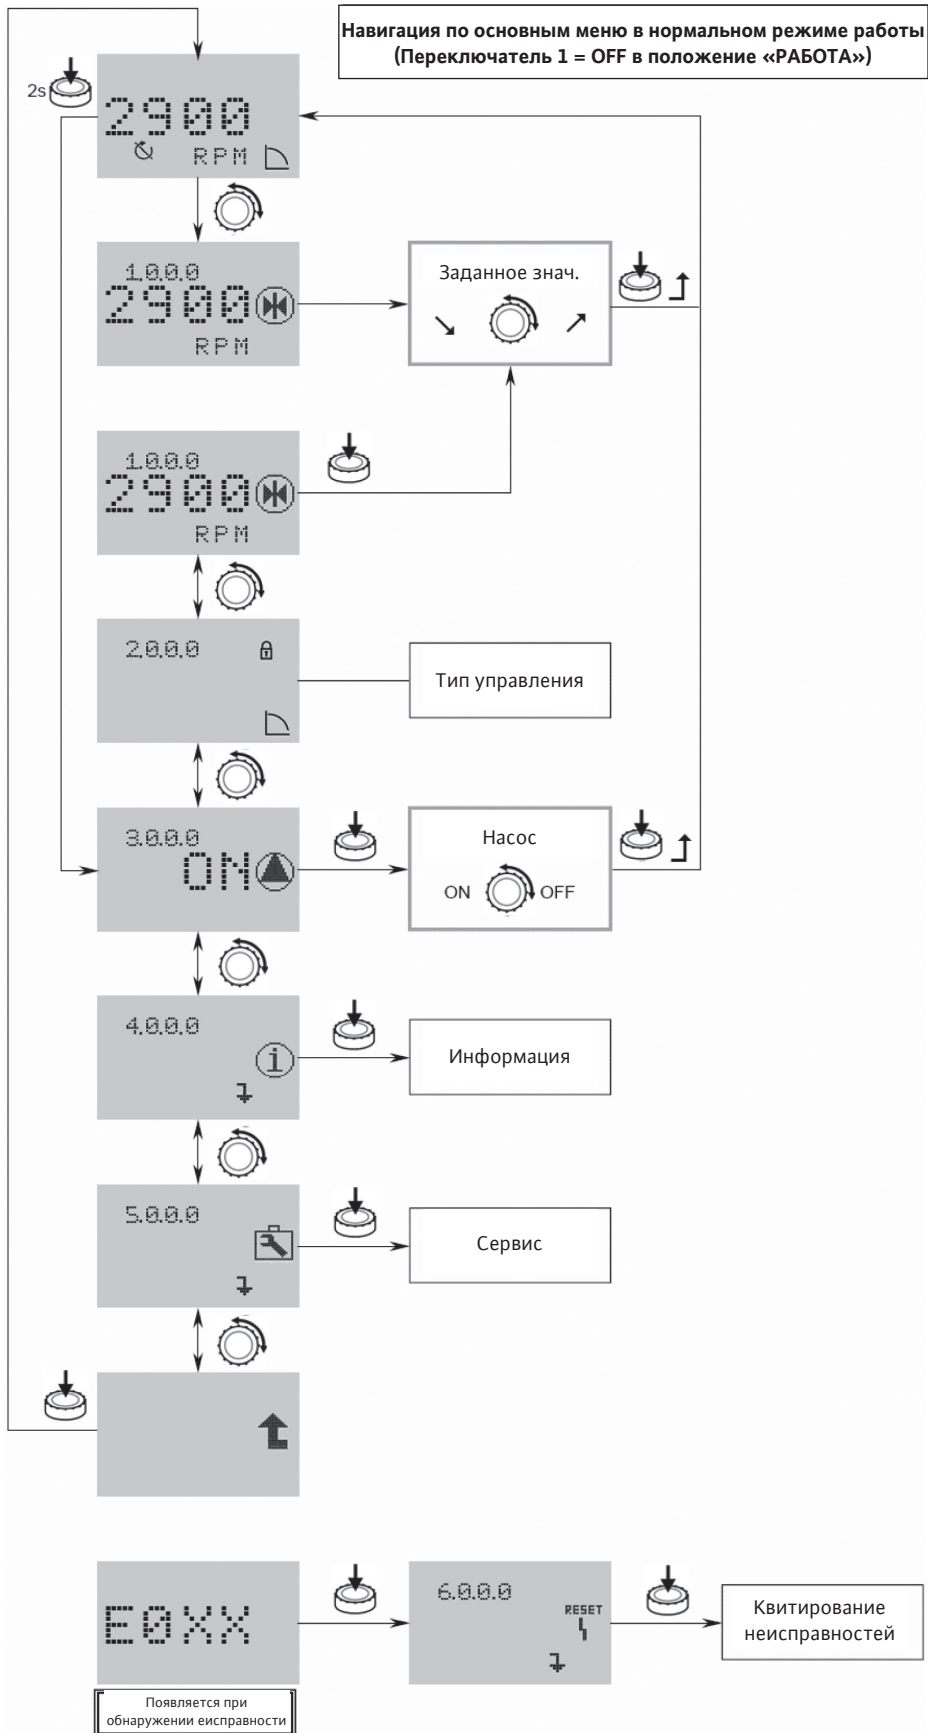 Навигация по основным меню в нормальном режиме работы
(Переключатель 1 = OFF в положение «РАБОТА»)
2s
2900
RPM
1.0.0.0
2900
RPM
Заданное знач.
1.0.0.0
2900
RPM
2.0.0.0
Тип управления
3.0.0.0
ON
Насос
ON OFF
4.0.0.0
i
Информация
5.0.0.0
Сервис
E0XX
6.0.0.0
RESET
Квитирование
неисправностей
Появляется при
обнаружении еисправности